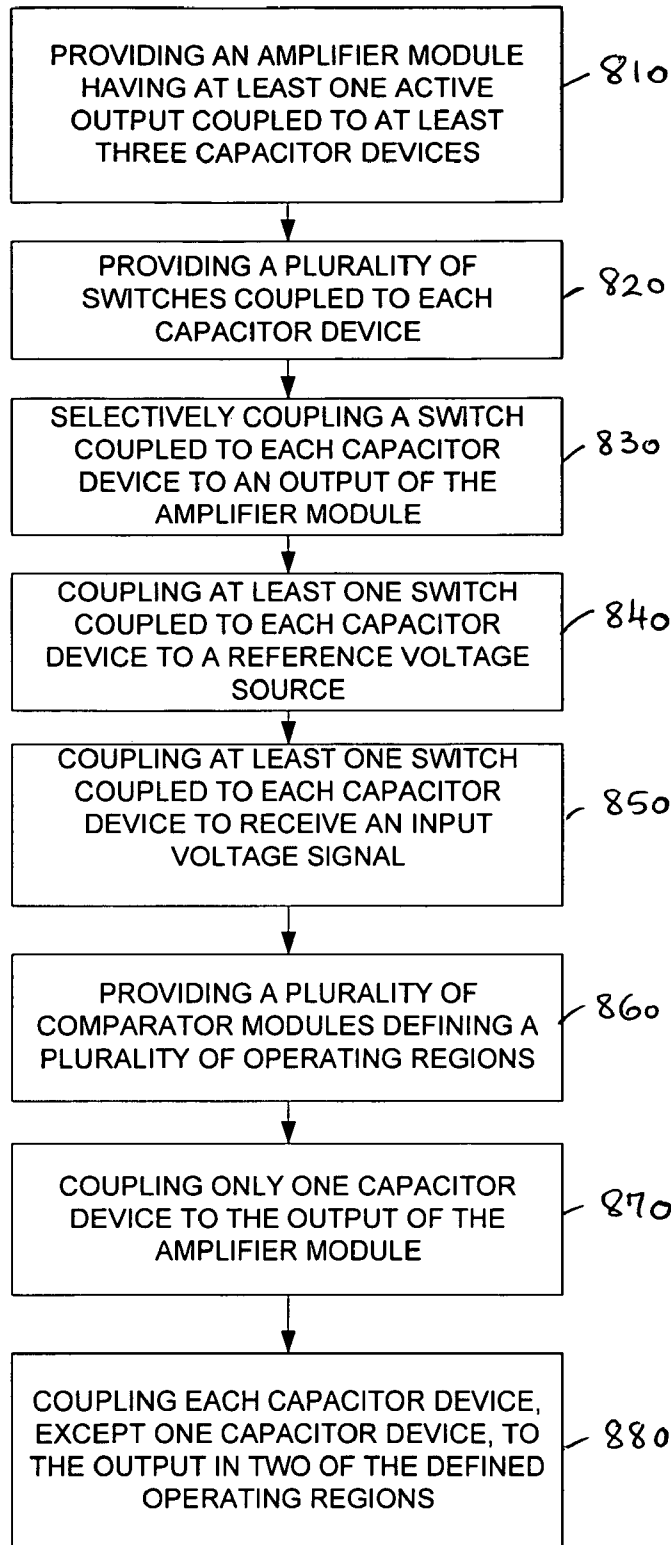 PROVIDING AN AMPLIFIER MODULE
HAVING AT LEAST ONE ACTIVE
OUTPUT COUPLED TO AT LEAST
THREE CAPACITOR DEVICES
810
PROVIDING A PLURALITY OF
SWITCHES COUPLED TO EACH
CAPACITOR DEVICE
820
SELECTIVELY COUPLING A SWITCH
COUPLED TO EACH CAPACITOR
DEVICE TO AN OUTPUT OF THE
AMPLIFIER MODULE
830
COUPLING AT LEAST ONE SWITCH
COUPLED TO EACH CAPACITOR
DEVICE TO A REFERENCE VOLTAGE
SOURCE
840
COUPLING AT LEAST ONE SWITCH
COUPLED TO EACH CAPACITOR
DEVICE TO RECEIVE AN INPUT
VOLTAGE SIGNAL
850
PROVIDING A PLURALITY OF
COMPARATOR MODULES DEFINING A
PLURALITY OF OPERATING REGIONS
860
COUPLING ONLY ONE CAPACITOR
DEVICE TO THE OUTPUT OF THE
AMPLIFIER MODULE
870
COUPLING EACH CAPACITOR DEVICE,
EXCEPT ONE CAPACITOR DEVICE, TO
THE OUTPUT IN TWO OF THE DEFINED
OPERATING REGIONS
880